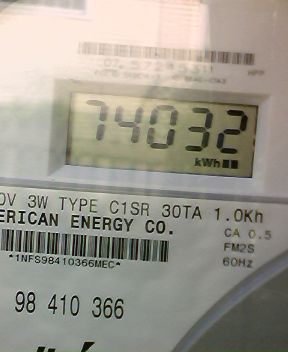 74032
kWh
3W TYPE C1SR 30TA 1.0Kh
ERICAN ENERGY CO.
CA 0.5
FM2S
*1NFS98410366MEC*
60Hz
98 410 366